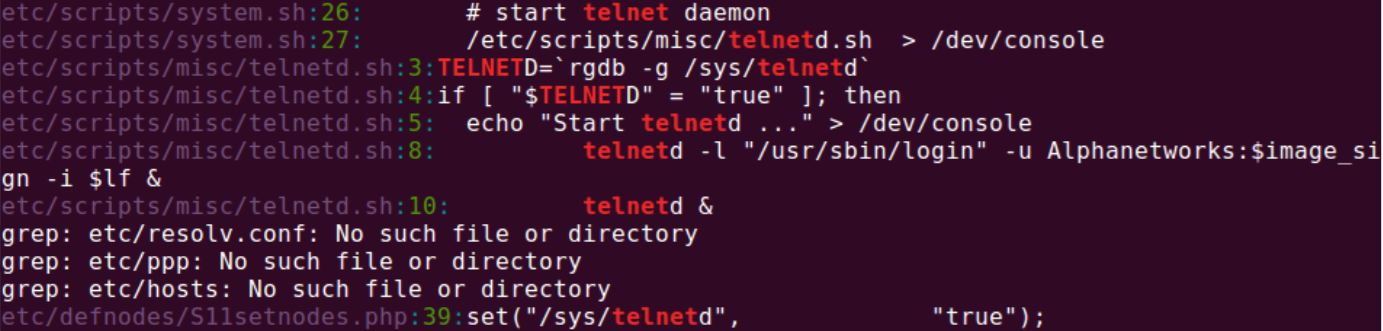 etc/scripts/system.sh:26:       # start telnet daemon
etc/scripts/system.sh:27:       /etc/scripts/misc/telnetd.sh  > /dev/console
etc/scripts/misc/telnetd.sh:3:TELNETD=`rgdb -g /sys/telnetd`
etc/scripts/misc/telnetd.sh:4:if [ "$TELNETD" = "true" ]; then
etc/scripts/misc/telnetd.sh:5:  echo "Start telnetd ..." > /dev/console
etc/scripts/misc/telnetd.sh:8:          telnetd -l "/usr/sbin/login" -u Alphanetworks:$image_si
gn -i $lf &
etc/scripts/misc/telnetd.sh:10:         telnetd &
grep: etc/resolv.conf: No such file or directory
grep: etc/ppp: No such file or directory
grep: etc/hosts: No such file or directory
etc/defnodes/S11setnodes.php:39:set("/sys/telnetd",             "true");